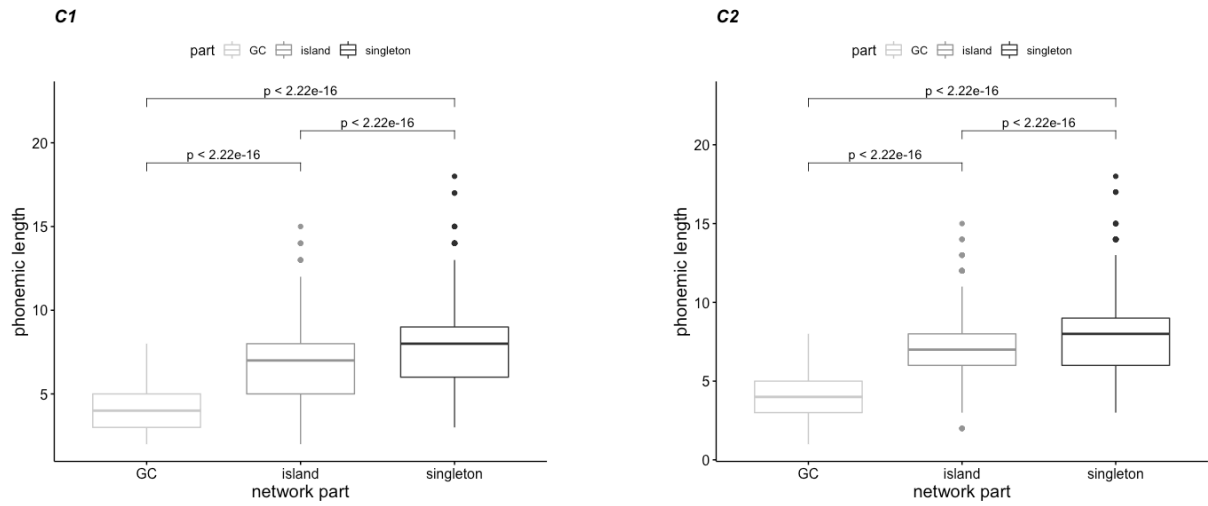 C1
part GC island singleton
p < 2.22e-16
p < 2.22e-16
p < 2.22e-16
20
15
10
5
phonemic length
GC island singleton
network part
C2
part GC island singleton
p < 2.22e-16
p < 2.22e-16
p < 2.22e-16
20
15
10
5
0
phonemic length
GC island singleton
network part